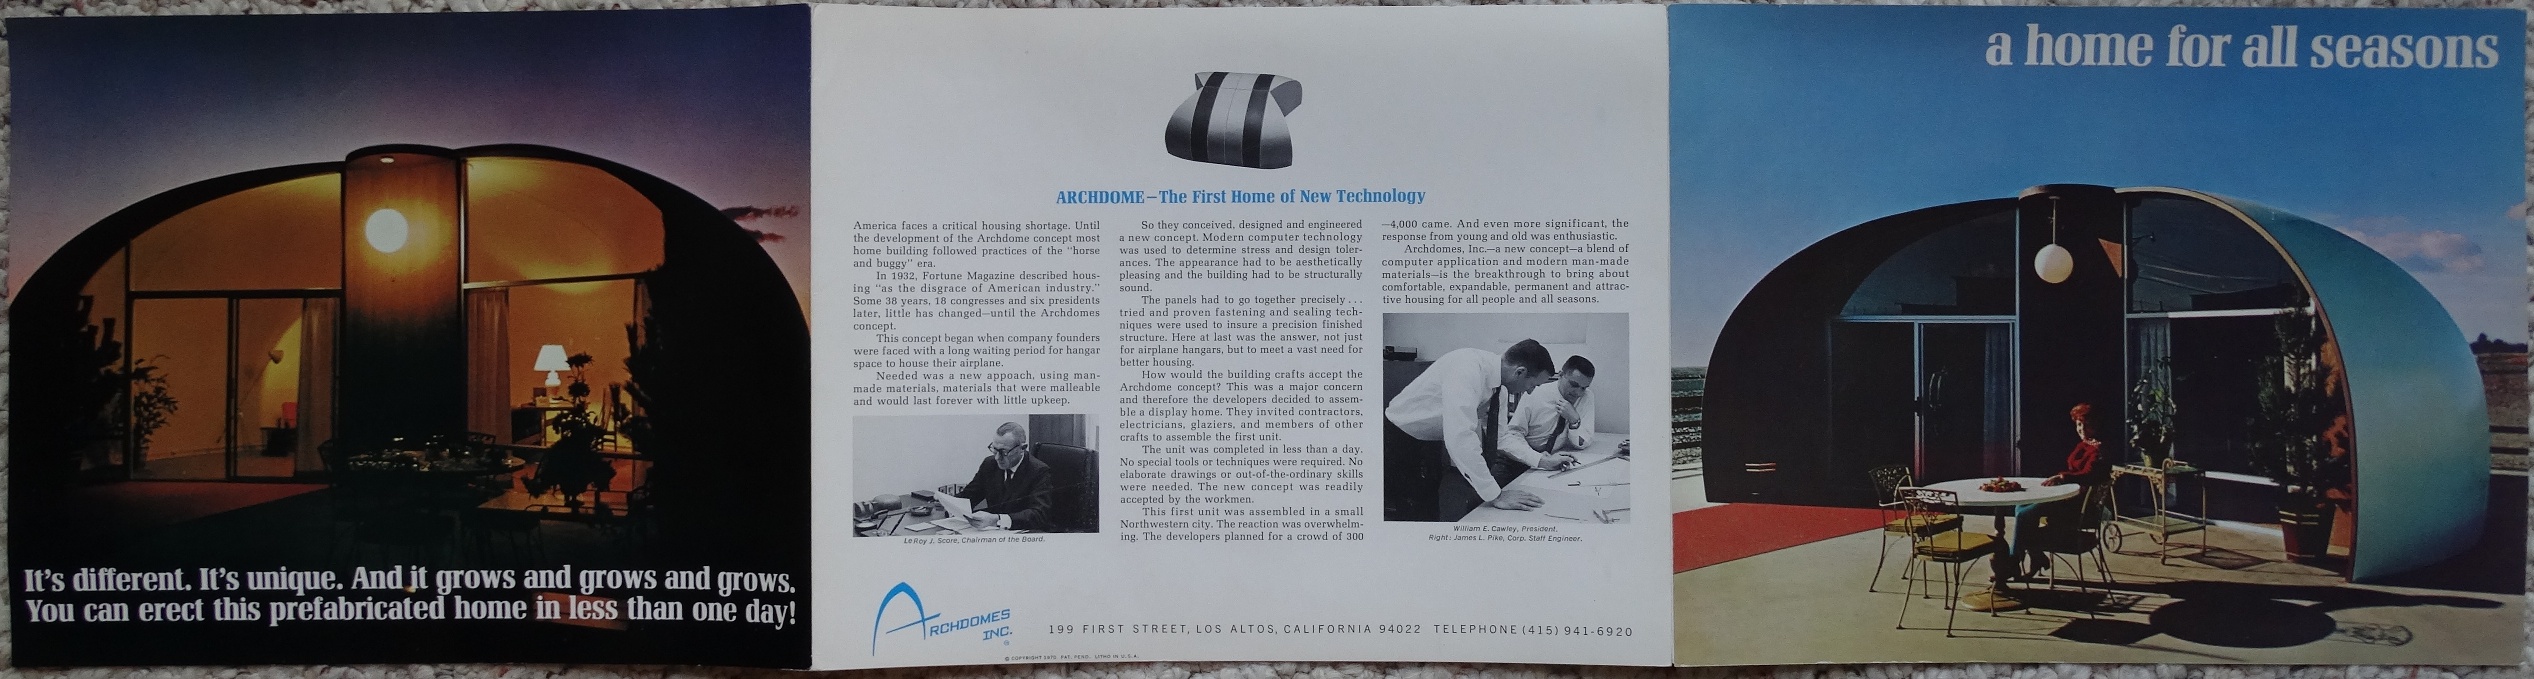 It's different. It's unique. And it grows and grows and grows.
You can erect this prefabricated home in less than one day!
ARCHDOME—The First Home of New Technology
America faces a critical housing shortage. Until
the development of the Archdome concept most
home building followed practices of the "horse
and buggy" era.
In 1932, Fortune Magazine described hous-
ing "as the disgrace of American industry."
Some 38 years, 18 congresses and six presidents
later, little has changed—until the Archdomes
concept.
This concept began when company founders
were faced with a long waiting period for hangar
space to house their airplane.
Needed was a new appoach, using man-
made materials, materials that were malleable
and would last forever with little upkeep.
LeRoy J. Score, Chairman of the Board.
So they conceived, designed and engineered
a new concept. Modern computer technology
was used to determine stress and design toler-
ances. The appearance had to be aesthetically
pleasing and the building had to be structurally
sound.
The panels had to go together precisely . . .
tried and proven fastening and sealing tech-
niques were used to insure a precision finished
structure. Here at last was the answer, not just
for airplane hangars, but to meet a vast need for
better housing.
How would the building crafts accept the
Archdome concept? This was a major concern
and therefore the developers decided to assem-
ble a display home. They invited contractors,
electricians, glaziers, and members of other
crafts to assemble the first unit.
The unit was completed in less than a day.
No special tools or techniques were required. No
elaborate drawings or out-of-the-ordinary skills
were needed. The new concept was readily
accepted by the workmen.
This first unit was assembled in a small
Northwestern city. The reaction was overwhelm-
ing. The developers planned for a crowd of 300
—4,000 came. And even more significant, the
response from young and old was enthusiastic.
Archdomes, Inc.—a new concept—a blend of
computer application and modern man-made
materials—is the breakthrough to bring about
comfortable, expandable, permanent and attrac-
tive housing for all people and all seasons.
William E. Cawley, President.
Right: James L. Pike, Corp. Staff Engineer.
ARCHDOMES
INC.
®
199 FIRST STREET, LOS ALTOS, CALIFORNIA 94022 TELEPHONE (415) 941-6920
© COPYRIGHT 1970 PAT. PEND. LITHO IN U.S.A.
a home for all seasons